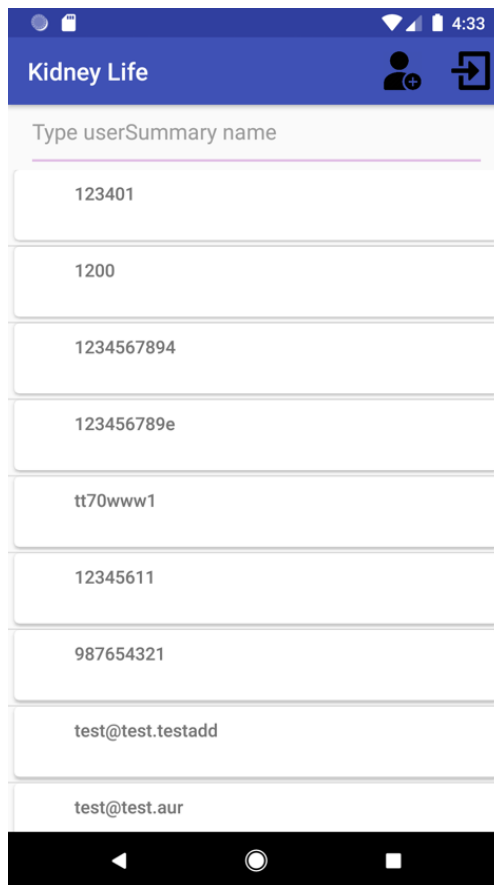 4:33
Kidney Life
Type userSummary name
123401
1200
1234567894
123456789e
tt70www1
12345611
987654321
test@test.testadd
test@test.aur